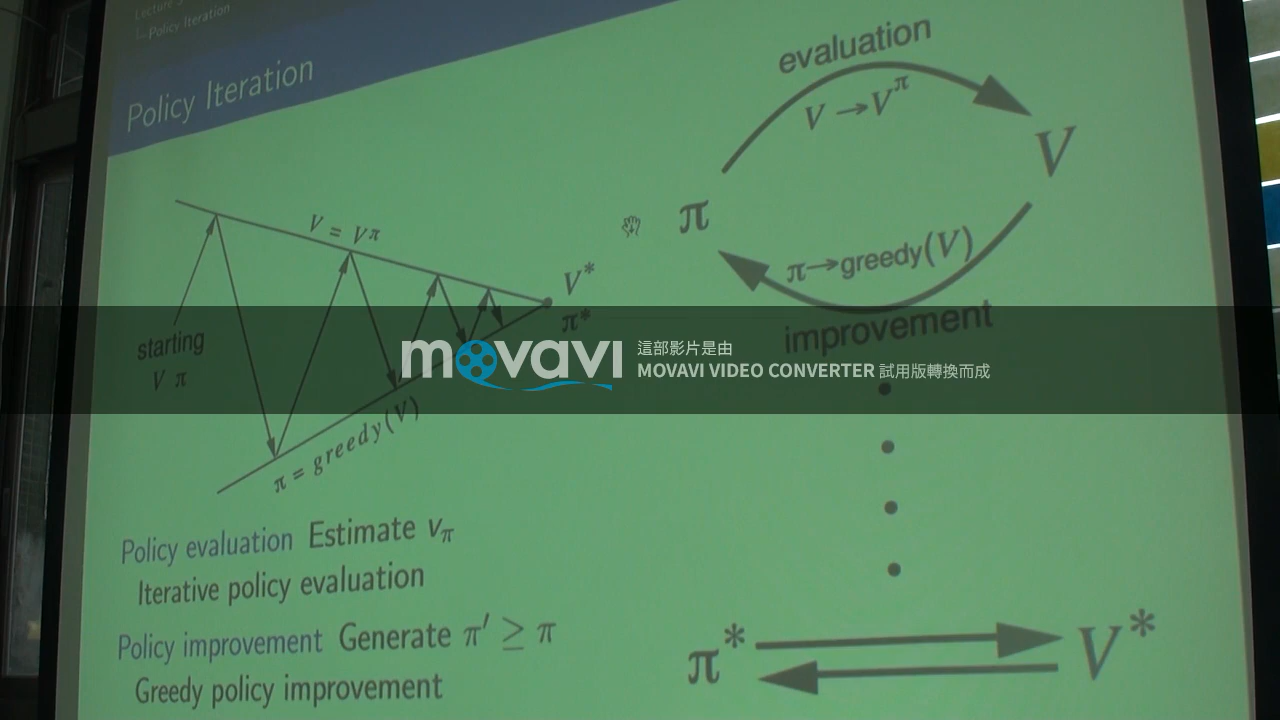 Lecture
Policy Iteration
Policy Iteration
evaluation
V → V^π
V
π
π→greedy(V)
improvement
V = Vπ
V*
π*
starting
V π
π = greedy(V)
movavi
這部影片是由
MOVAVI VIDEO CONVERTER 試用版轉換而成
Policy evaluation Estimate vπ
Iterative policy evaluation
Policy improvement Generate π′ ≥ π
Greedy policy improvement
π* V*